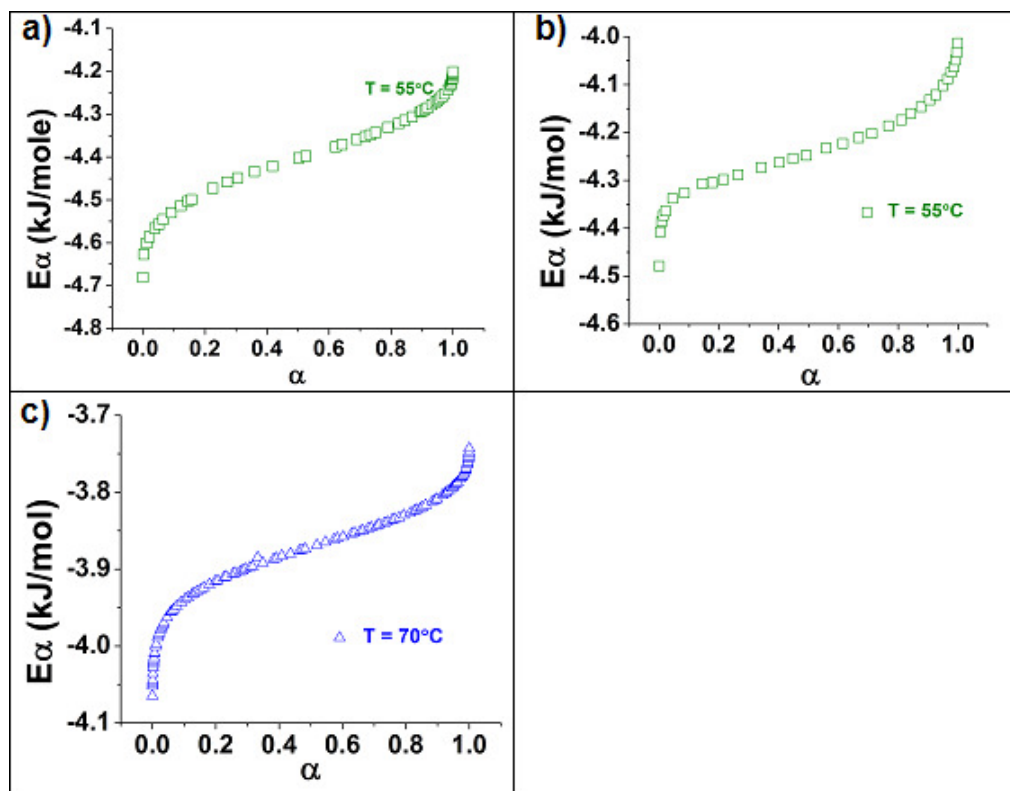 a)
-4.1
-4.2
-4.3
-4.4
-4.5
-4.6
-4.7
-4.8
Eα (kJ/mole)
T = 55°C
0.0 0.2 0.4 0.6 0.8 1.0
α
b)
-4.0
-4.1
-4.2
-4.3
-4.4
-4.5
-4.6
Eα (kJ/mol)
T = 55°C
0.0 0.2 0.4 0.6 0.8 1.0
α
c)
-3.7
-3.8
-3.9
-4.0
-4.1
Eα (kJ/mol)
T = 70°C
0.0 0.2 0.4 0.6 0.8 1.0
α